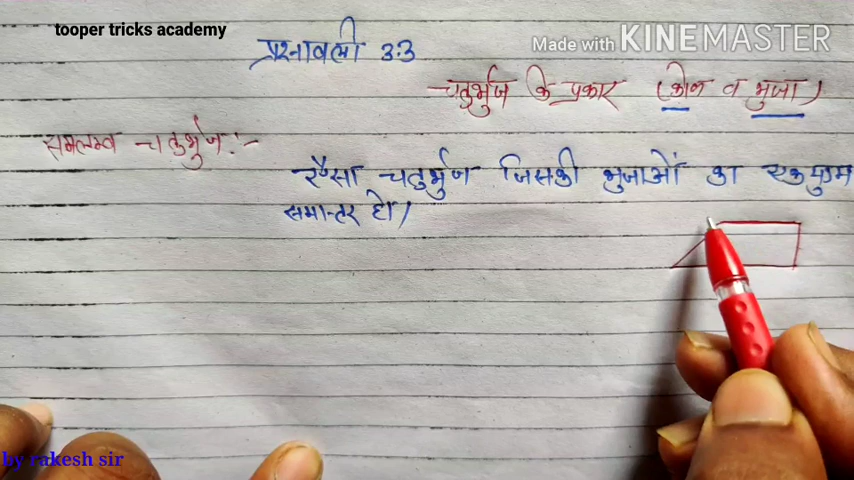 tooper tricks academy
Made with KINEMASTER
प्रश्नावली 3.3
चतुर्भुज के प्रकार (कोन व भुजा)
समलम्ब चतुर्भुज :-
ऐसा चतुर्भुज जिसकी भुजाओं का एक युग्म
समान्तर हो।
by rakesh sir